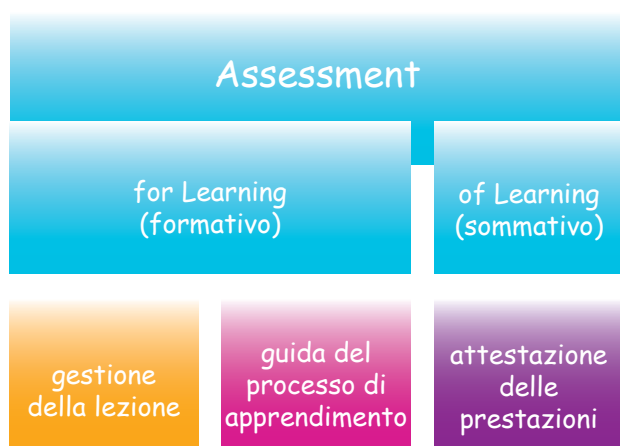 Assessment
for Learning
(formativo)
of Learning
(sommativo)
gestione
della lezione
guida del
processo di
apprendimento
attestazione
delle
prestazioni